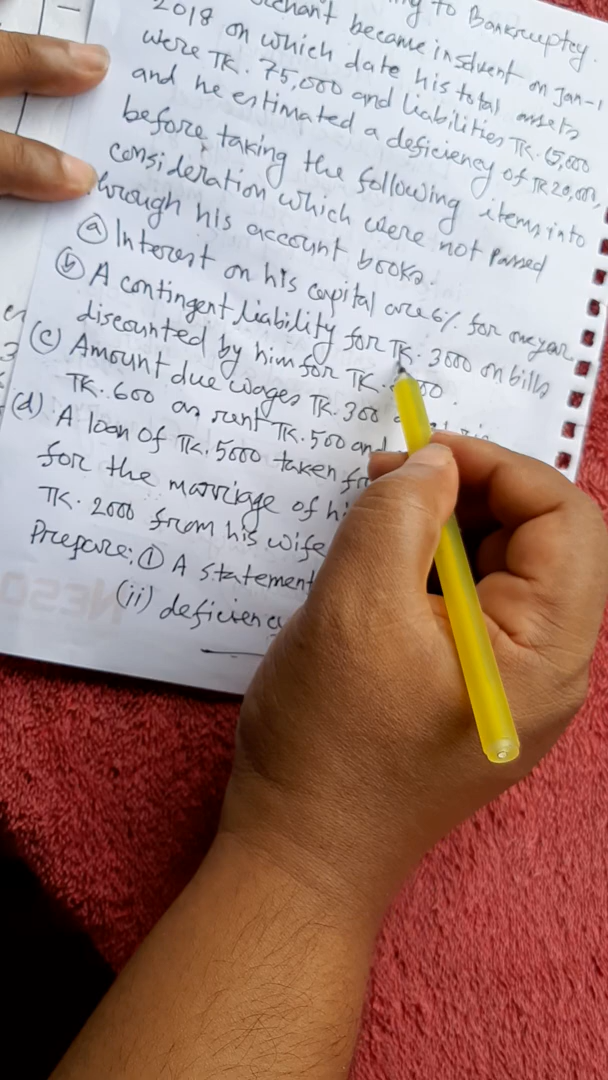 to Bankruptcy.
became insolvent on Jan-1
2018 on which date his total assets
were TK. 75,000 and liabilities TK. 65,000
and he estimated a deficiency of TK 20,000,
before taking the following items into
consideration which were not passed
through his account books.
(a) Interest on his capital are 6% for one year.
(b) A contingent liability for TK. 3000 on bills
discounted by him for TK.
(c) Amount due wages TK. 300
TK. 600 as rent TK. 500 and
(d) A loan of TK. 5000 taken
for the marriage of
TK. 2000 from his wife
Prepare: (i) A statement
(ii) deficiency